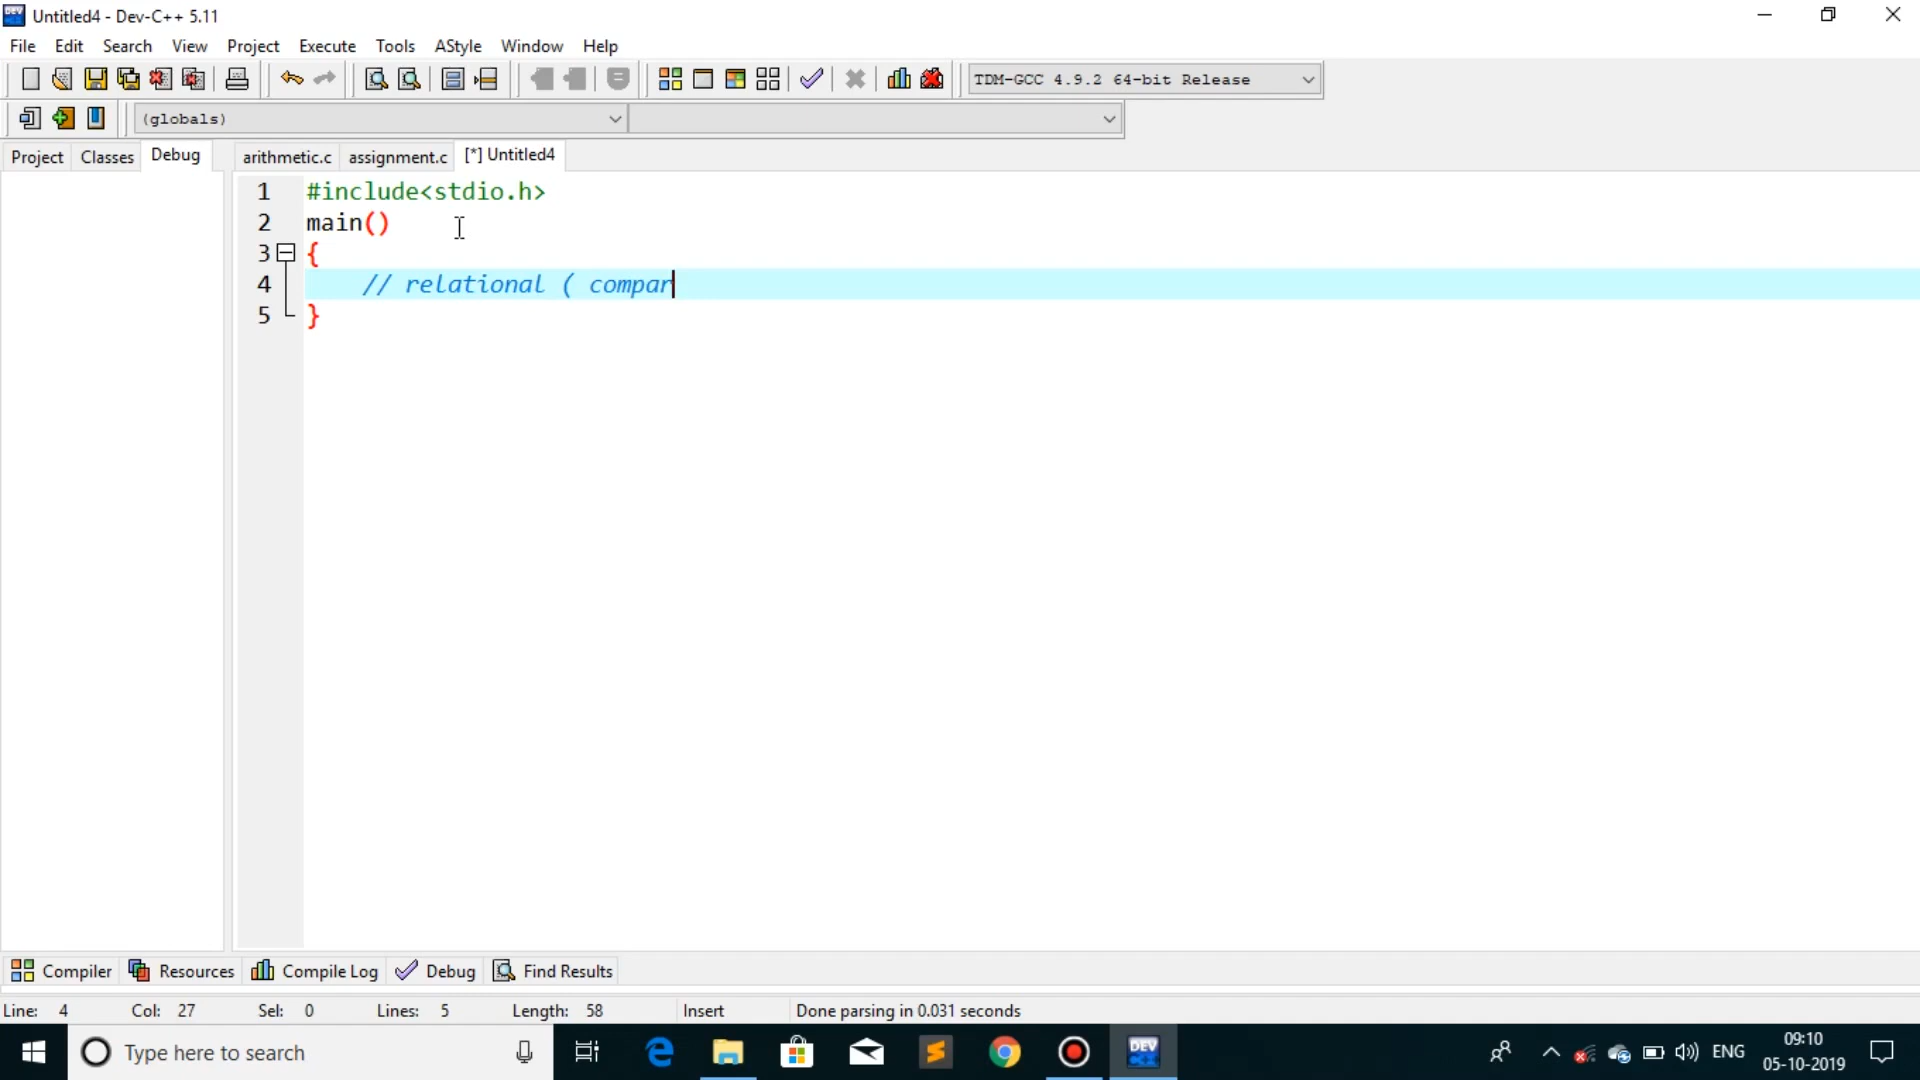 Untitled4 - Dev-C++ 5.11
File Edit Search View Project Execute Tools AStyle Window Help
TDM-GCC 4.9.2 64-bit Release
(globals)
Project Classes Debug arithmetic.c assignment.c [*] Untitled4
1 #include<stdio.h>
2 main()
3 {
4 // relational ( compar
5 }
Compiler Resources Compile Log Debug Find Results
Line: 4 Col: 27 Sel: 0 Lines: 5 Length: 58 Insert Done parsing in 0.031 seconds
Type here to search DEV ENG 09:10
05-10-2019